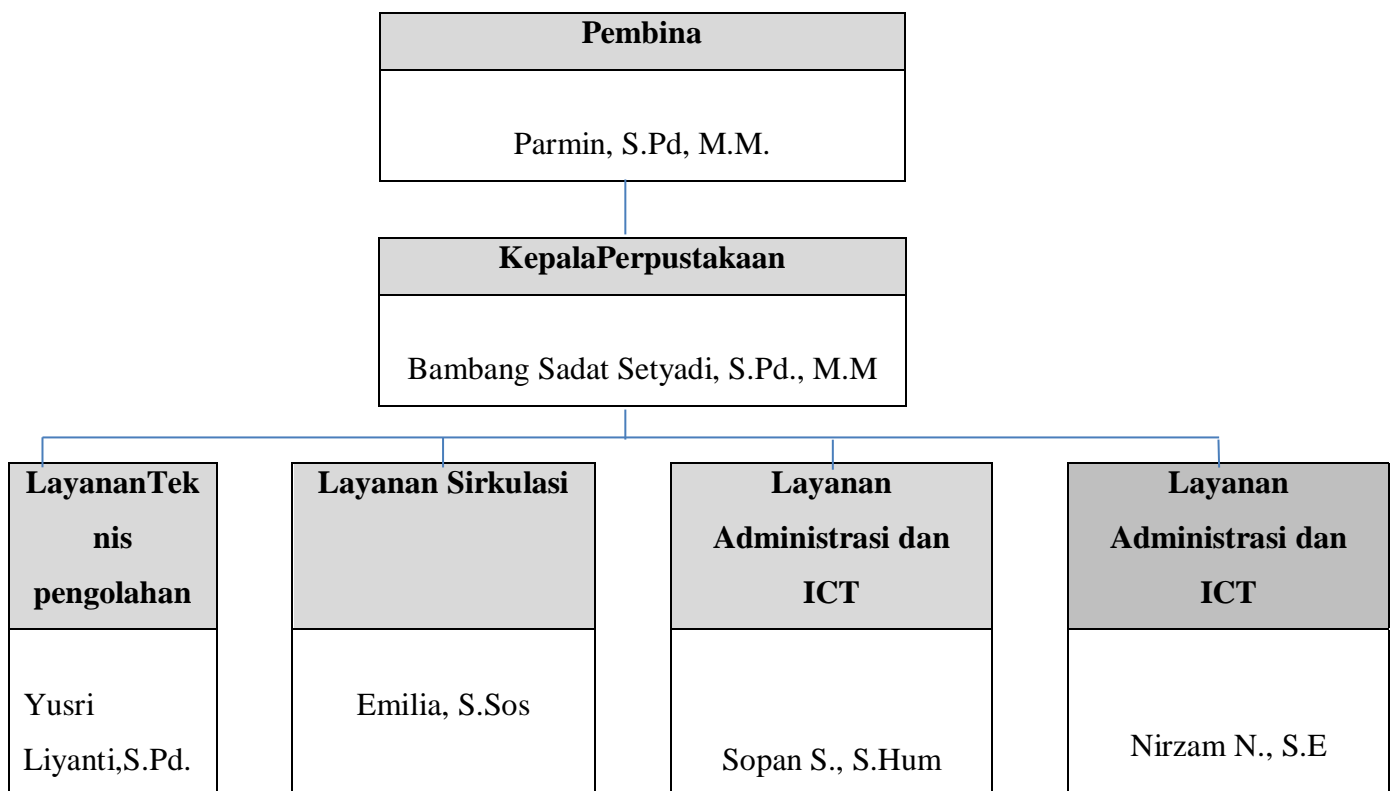 Pembina
Parmin, S.Pd, M.M.
KepalaPerpustakaan
Bambang Sadat Setyadi, S.Pd., M.M
LayananTek
nis
pengolahan
Yusri
Liyanti,S.Pd.
Layanan Sirkulasi
Emilia, S.Sos
Layanan
Administrasi dan
ICT
Sopan S., S.Hum
Layanan
Administrasi dan
ICT
Nirzam N., S.E